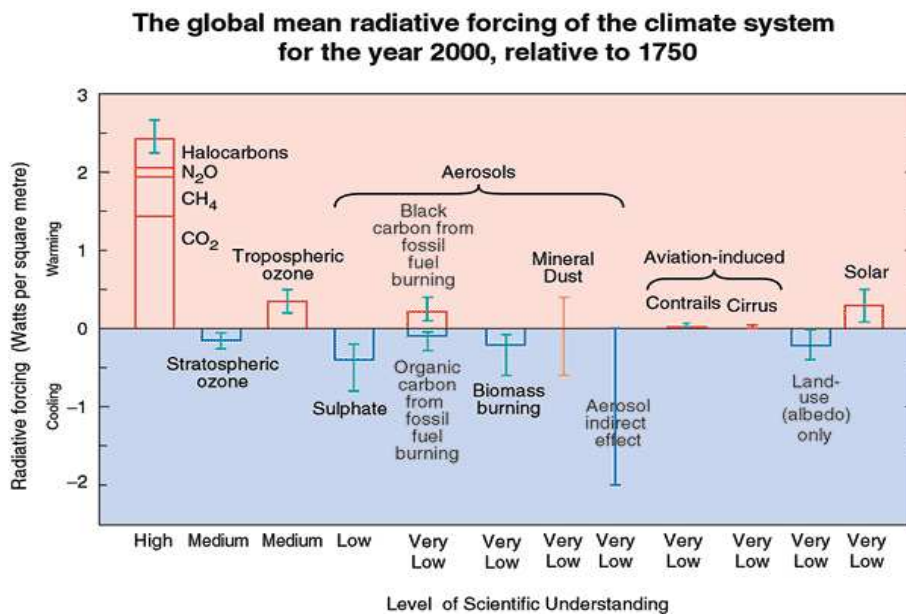 The global mean radiative forcing of the climate system
for the year 2000, relative to 1750
Radiative forcing (Watts per square metre)
Warming
Cooling
3
2
1
0
−1
−2
Halocarbons
N₂O
CH₄
CO₂
Stratospheric
ozone
Tropospheric
ozone
Aerosols
Sulphate
Black
carbon from
fossil
fuel
burning
Organic
carbon
from
fossil
fuel
burning
Biomass
burning
Mineral
Dust
Aerosol
indirect
effect
Aviation-induced
Contrails
Cirrus
Land-
use
(albedo)
only
Solar
High
Medium
Medium
Low
Very
Low
Very
Low
Very
Low
Very
Low
Very
Low
Very
Low
Very
Low
Very
Low
Level of Scientific Understanding